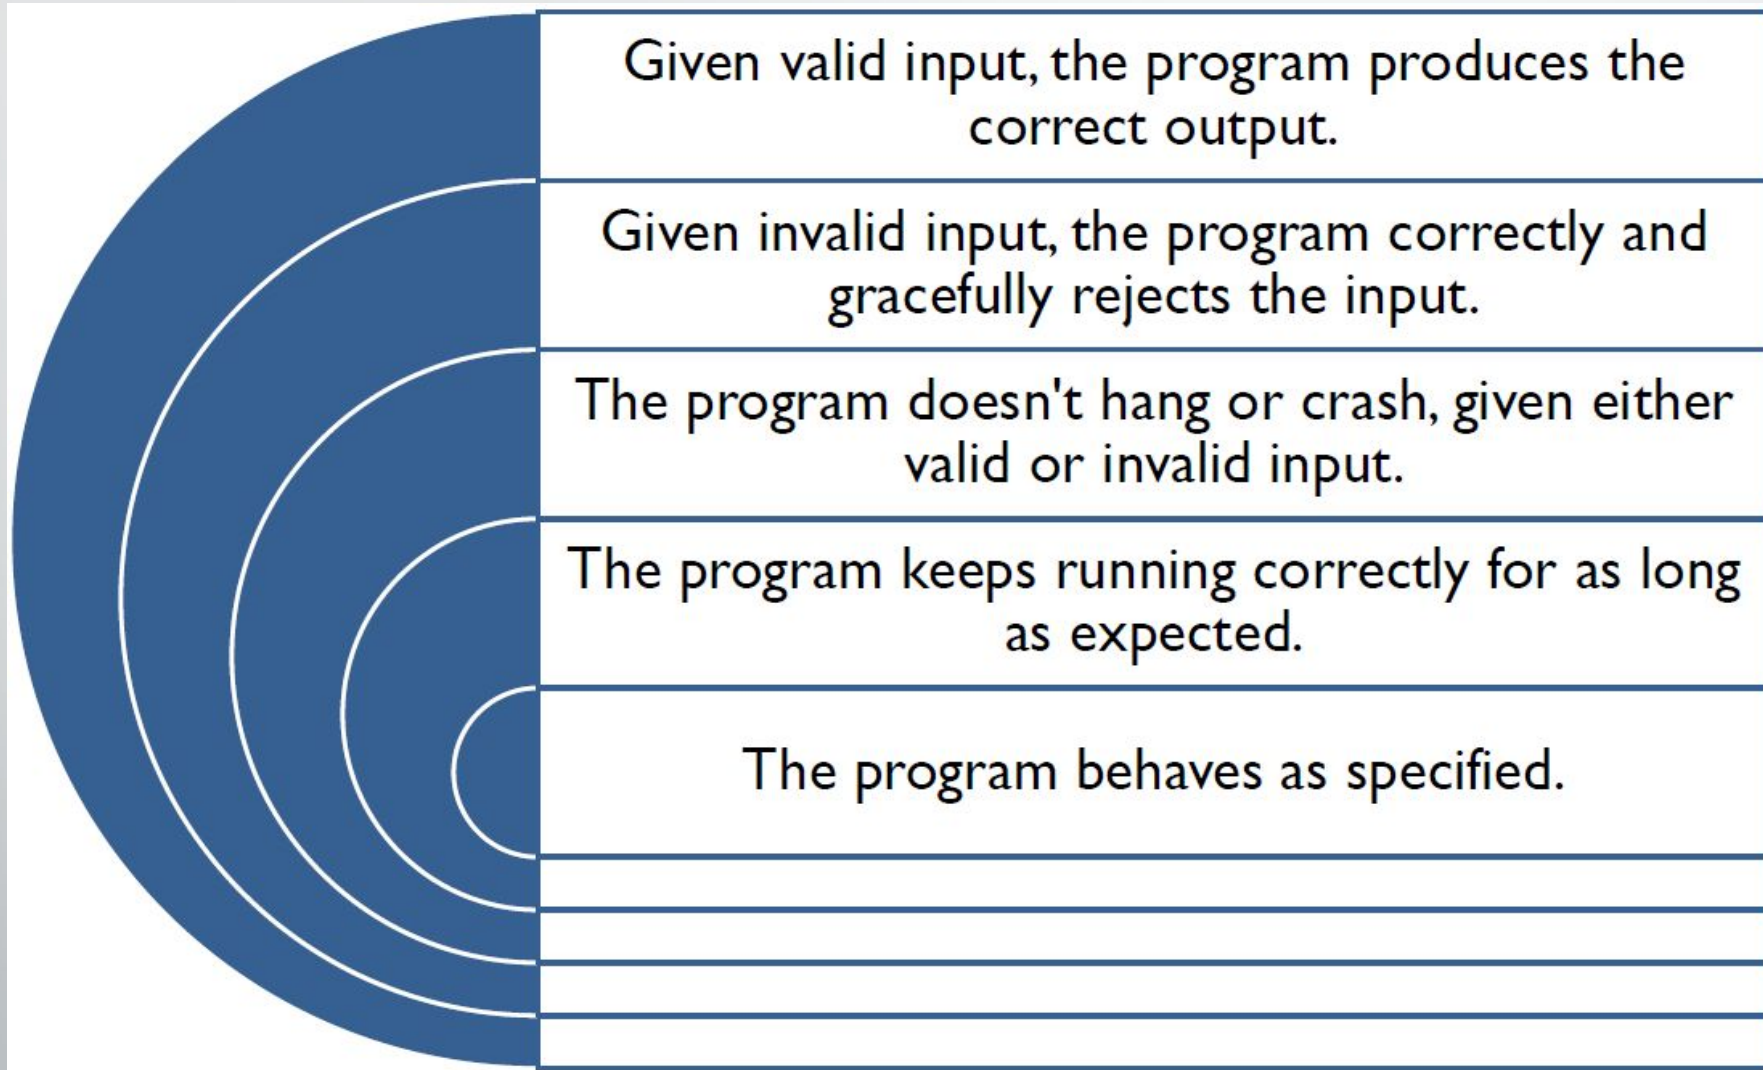 Given valid input, the program produces the
correct output.
Given invalid input, the program correctly and
gracefully rejects the input.
The program doesn't hang or crash, given either
valid or invalid input.
The program keeps running correctly for as long
as expected.
The program behaves as specified.